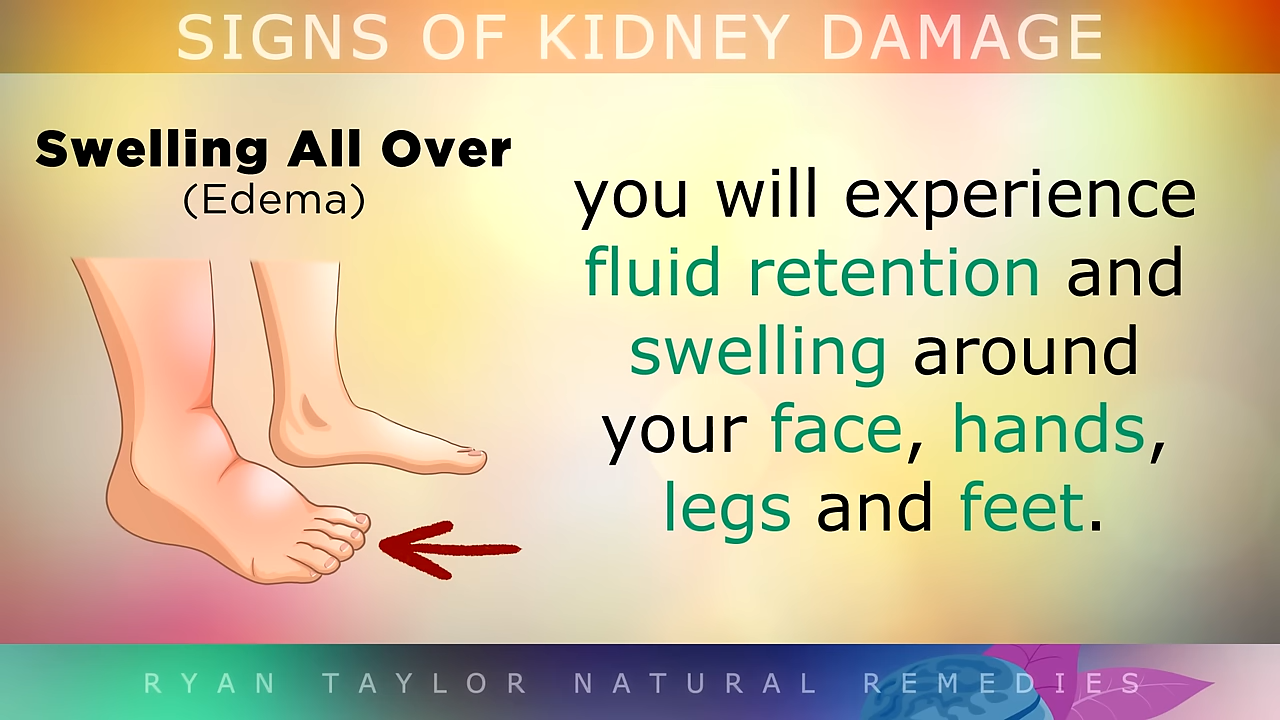 SIGNS OF KIDNEY DAMAGE
Swelling All Over
(Edema)
you will experience
fluid retention and
swelling around
your face, hands,
legs and feet.
RYAN TAYLOR NATURAL REMEDIES